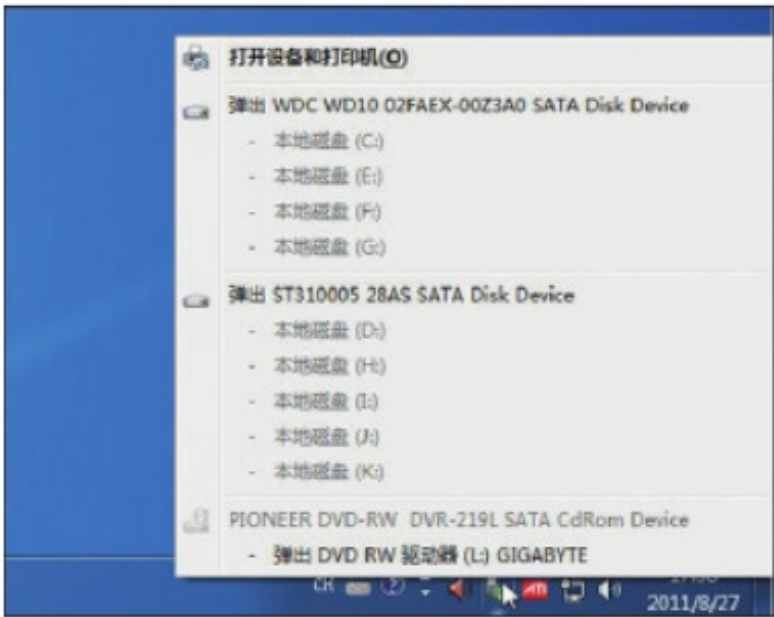 打开设备和打印机(O)
弹出 WDC WD10 02FAEX-00Z3A0 SATA Disk Device
- 本地磁盘 (C:)
- 本地磁盘 (E:)
- 本地磁盘 (F:)
- 本地磁盘 (G:)
弹出 ST310005 28AS SATA Disk Device
- 本地磁盘 (D:)
- 本地磁盘 (H:)
- 本地磁盘 (I:)
- 本地磁盘 (J:)
- 本地磁盘 (K:)
PIONEER DVD-RW DVR-219L SATA CdRom Device
- 弹出 DVD RW 驱动器 (L:) GIGABYTE
CH ATI
2011/8/27